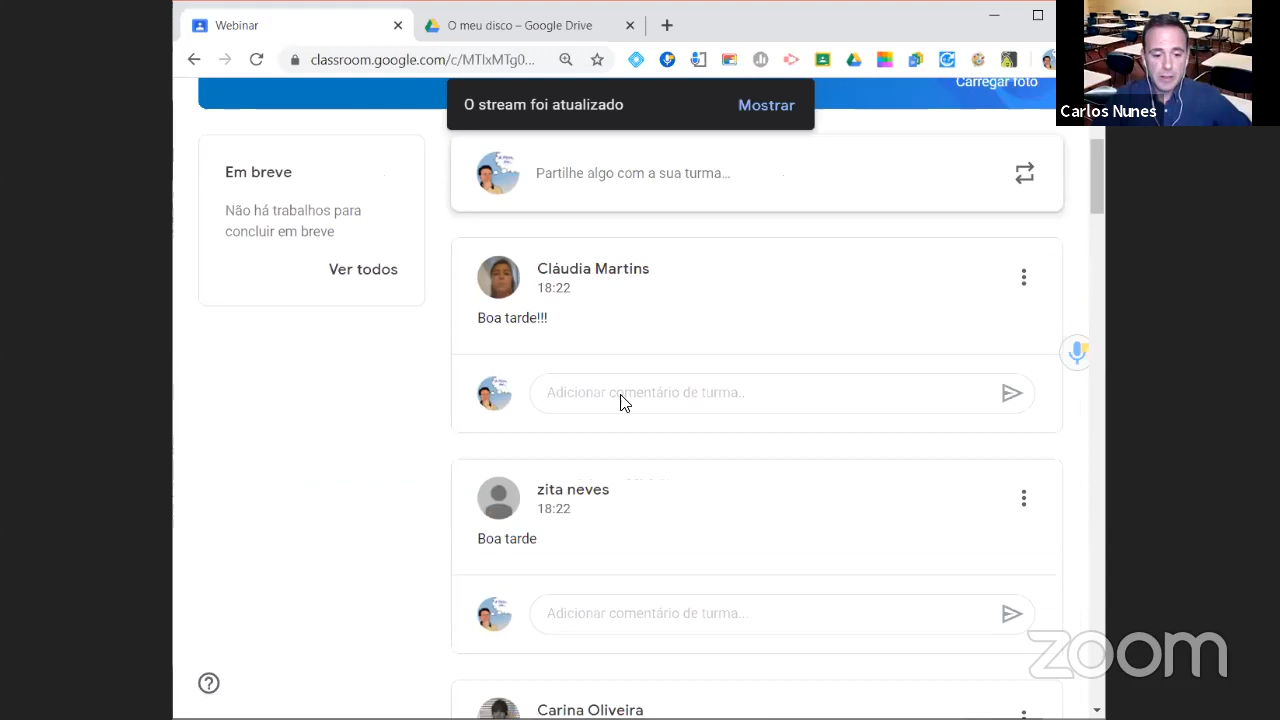 Webinar
O meu disco – Google Drive
classroom.google.com/c/MTIxMTg0...
Carregar foto
Carlos Nunes
O stream foi atualizado
Mostrar
Em breve
Não há trabalhos para
concluir em breve
Ver todos
Partilhe algo com a sua turma...
Cláudia Martins
18:22
Boa tarde!!!
Adicionar comentário de turma..
zita neves
18:22
Boa tarde
Adicionar comentário de turma...
Carina Oliveira
zoom